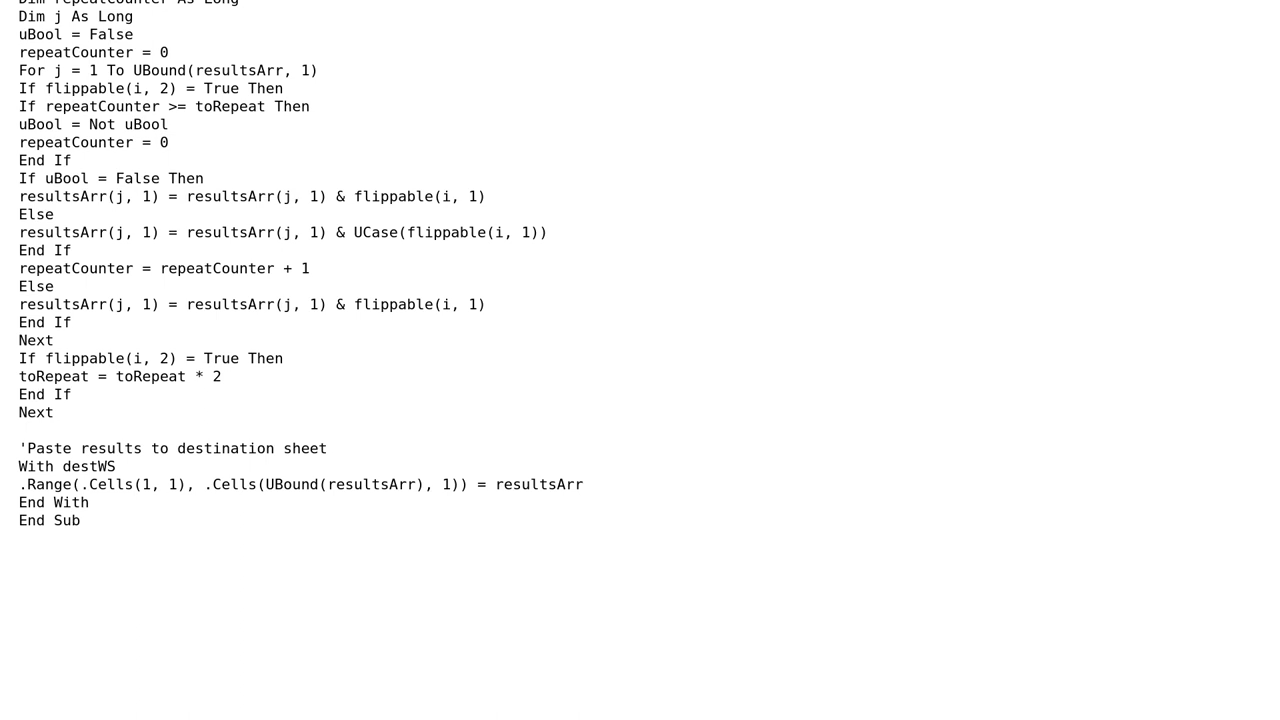 Dim repeatCounter As Long
Dim j As Long
uBool = False
repeatCounter = 0
For j = 1 To UBound(resultsArr, 1)
If flippable(i, 2) = True Then
If repeatCounter >= toRepeat Then
uBool = Not uBool
repeatCounter = 0
End If
If uBool = False Then
resultsArr(j, 1) = resultsArr(j, 1) & flippable(i, 1)
Else
resultsArr(j, 1) = resultsArr(j, 1) & UCase(flippable(i, 1))
End If
repeatCounter = repeatCounter + 1
Else
resultsArr(j, 1) = resultsArr(j, 1) & flippable(i, 1)
End If
Next
If flippable(i, 2) = True Then
toRepeat = toRepeat * 2
End If
Next

'Paste results to destination sheet
With destWS
.Range(.Cells(1, 1), .Cells(UBound(resultsArr), 1)) = resultsArr
End With
End Sub